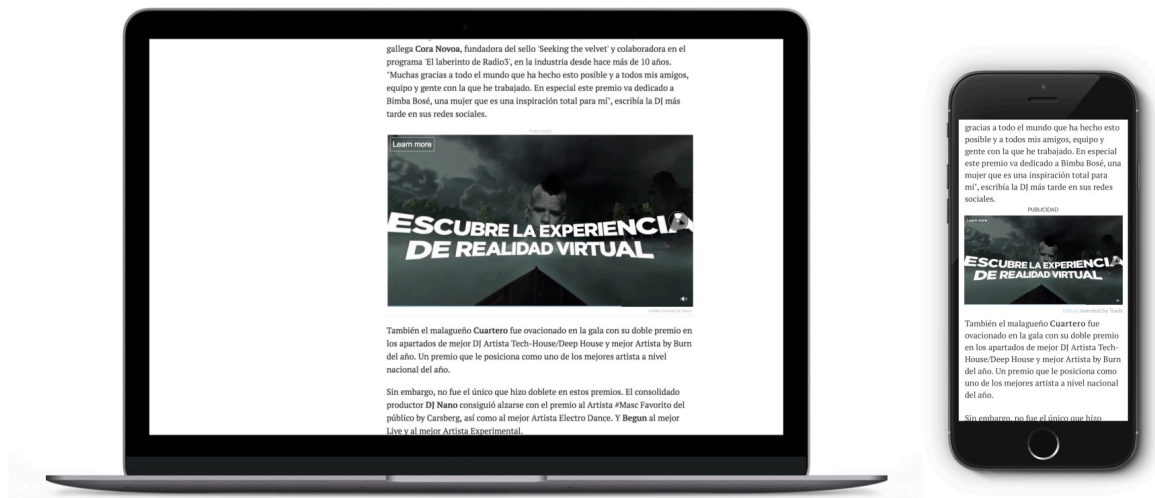 gallega Cora Novoa, fundadora del sello 'Seeking the velvet' y colaboradora en el
programa 'El laberinto de Radio3', en la industria desde hace más de 10 años.
"Muchas gracias a todo el mundo que ha hecho esto posible y a todos mis amigos,
equipo y gente con la que he trabajado. En especial este premio va dedicado a
Bimba Bosé, una mujer que es una inspiración total para mí", escribía la DJ más
tarde en sus redes sociales.
PUBLICIDAD
Learn more
ESCUBRE LA EXPERIENCIA
DE REALIDAD VIRTUAL
inRead invented by Teads
También el malagueño Cuartero fue ovacionado en la gala con su doble premio en
los apartados de mejor DJ Artista Tech-House/Deep House y mejor Artista by Burn
del año. Un premio que le posiciona como uno de los mejores artista a nivel
nacional del año.
Sin embargo, no fue el único que hizo doblete en estos premios. El consolidado
productor DJ Nano consiguió alzarse con el premio al Artista #Masc Favorito del
público by Carsberg, así como al mejor Artista Electro Dance. Y Begun al mejor
Live y al mejor Artista Experimental.
gracias a todo el mundo que ha hecho esto
posible y a todos mis amigos, equipo y
gente con la que he trabajado. En especial
este premio va dedicado a Bimba Bosé, una
mujer que es una inspiración total para
mí", escribía la DJ más tarde en sus redes
sociales.
PUBLICIDAD
Learn more
ESCUBRE LA EXPERIENCIA
DE REALIDAD VIRTUAL
inRead invented by Teads
También el malagueño Cuartero fue
ovacionado en la gala con su doble premio
en los apartados de mejor DJ Artista Tech-
House/Deep House y mejor Artista by Burn
del año. Un premio que le posiciona como
uno de los mejores artista a nivel nacional
del año.
Sin embargo, no fue el único que hizo